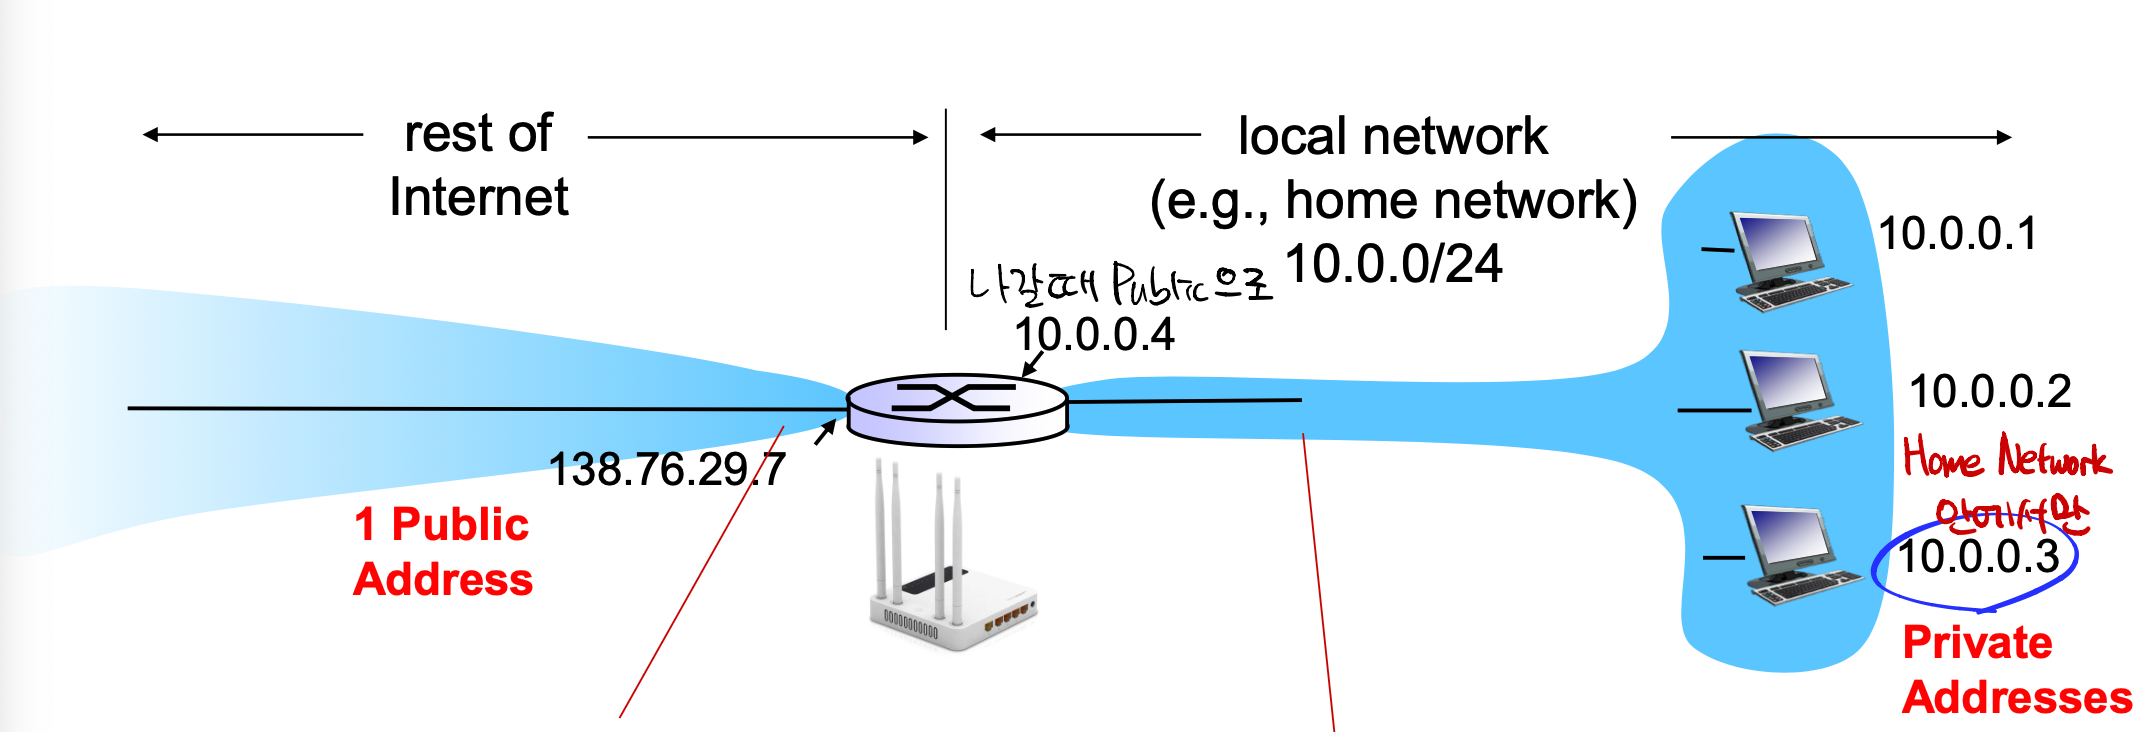 rest of
Internet
local network
(e.g., home network)
10.0.0/24
나갈때 Public으로
10.0.0.4
138.76.29.7
1 Public
Address
10.0.0.1
10.0.0.2
Home Network
안에서만
10.0.0.3
Private
Addresses